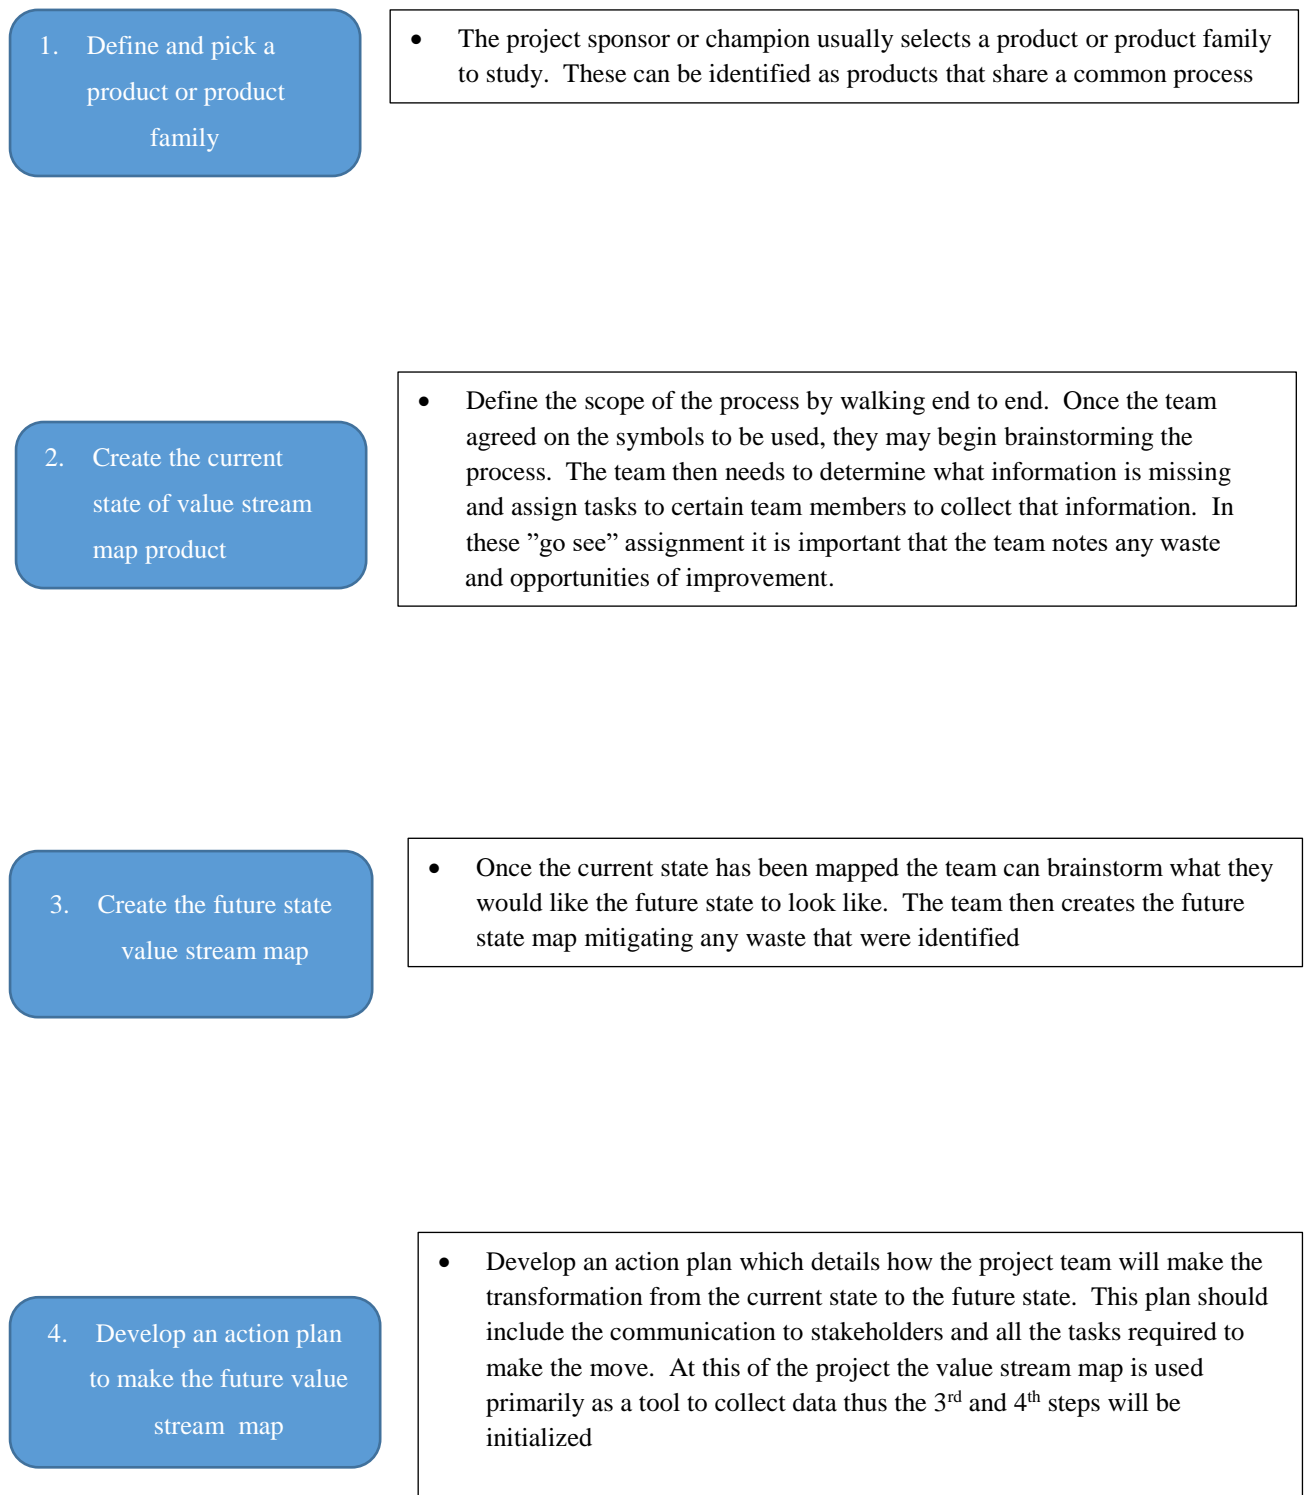 1. Define and pick a
product or product
family
• The project sponsor or champion usually selects a product or product family
to study. These can be identified as products that share a common process
2. Create the current
state of value stream
map product
• Define the scope of the process by walking end to end. Once the team
agreed on the symbols to be used, they may begin brainstorming the
process. The team then needs to determine what information is missing
and assign tasks to certain team members to collect that information. In
these ”go see” assignment it is important that the team notes any waste
and opportunities of improvement.
3. Create the future state
value stream map
• Once the current state has been mapped the team can brainstorm what they
would like the future state to look like. The team then creates the future
state map mitigating any waste that were identified
4. Develop an action plan
to make the future value
stream map
• Develop an action plan which details how the project team will make the
transformation from the current state to the future state. This plan should
include the communication to stakeholders and all the tasks required to
make the move. At this of the project the value stream map is used
primarily as a tool to collect data thus the 3rd and 4th steps will be
initialized